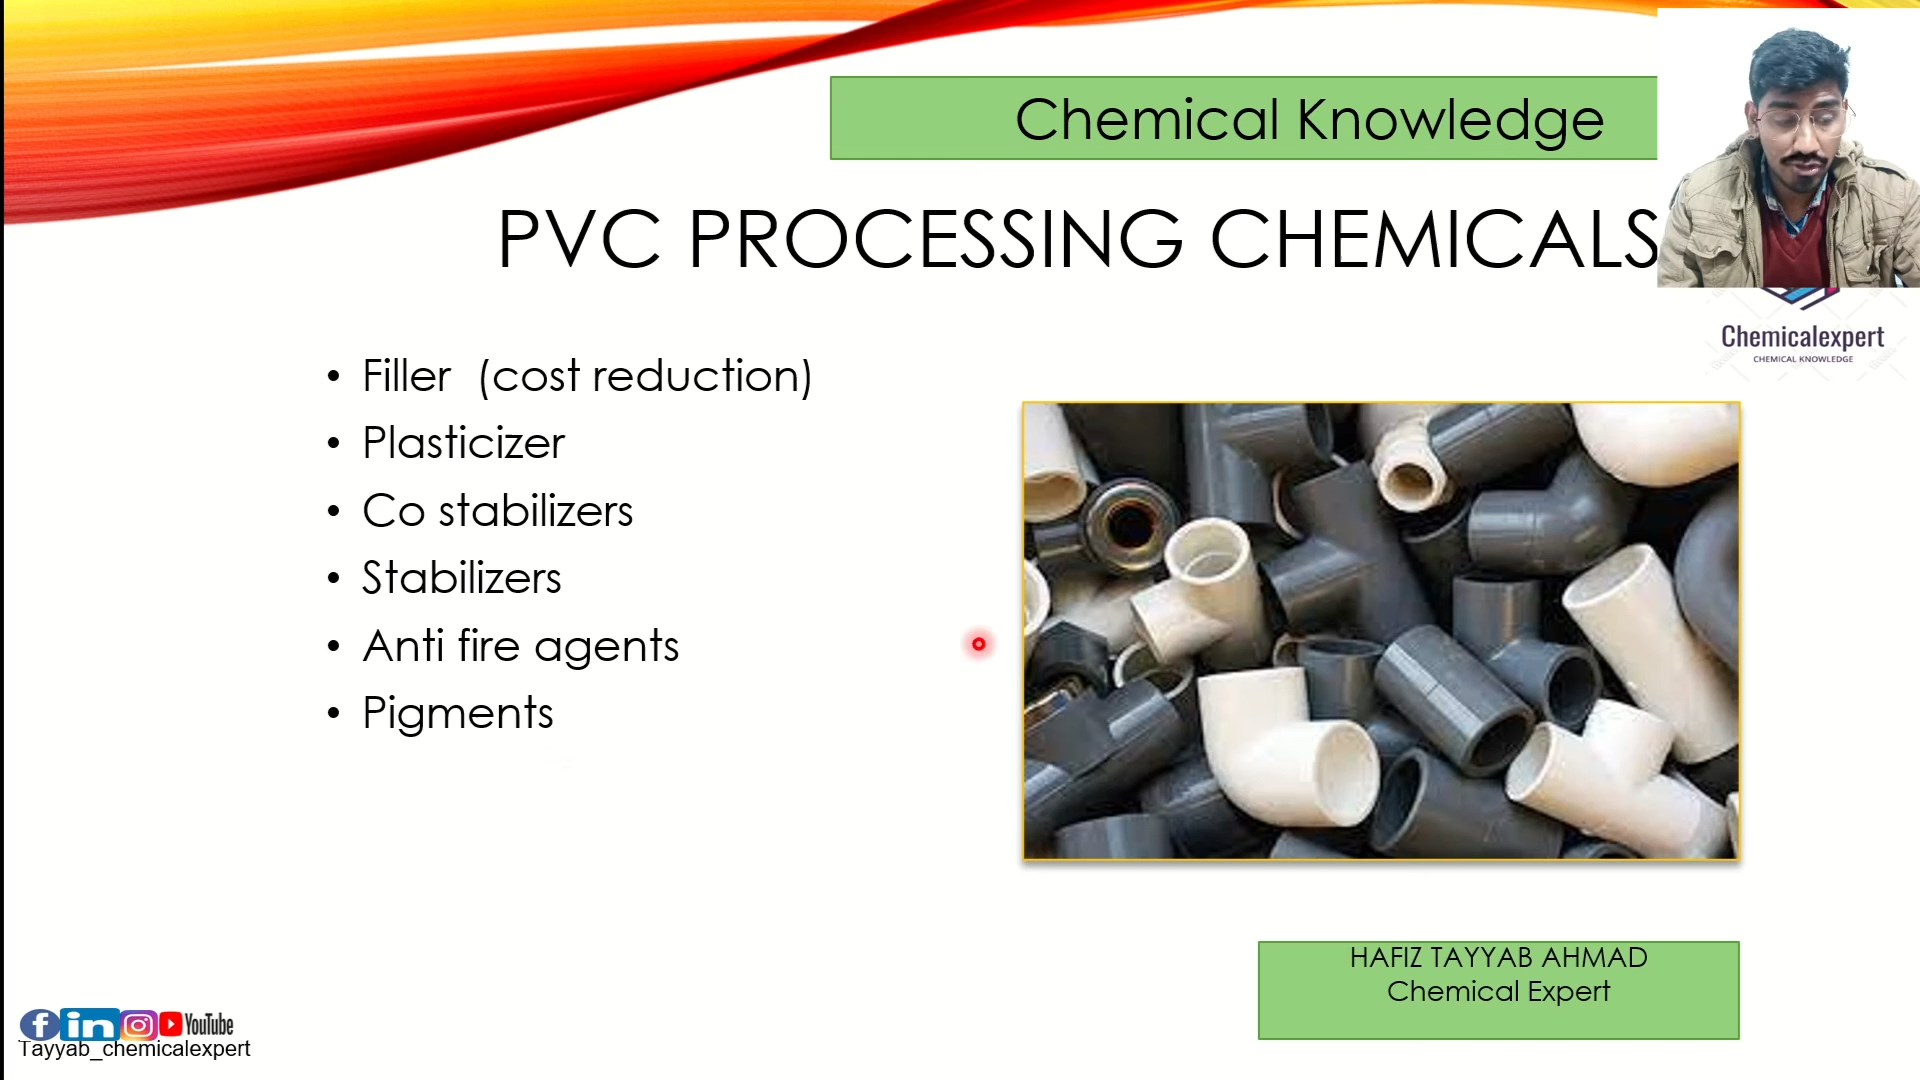 Chemical Knowledge
PVC PROCESSING CHEMICALS
Chemicalexpert
CHEMICAL KNOWLEDGE
• Filler (cost reduction)
• Plasticizer
• Co stabilizers
• Stabilizers
• Anti fire agents
• Pigments
HAFIZ TAYYAB AHMAD
Chemical Expert
f in YouTube
Tayyab_chemicalexpert